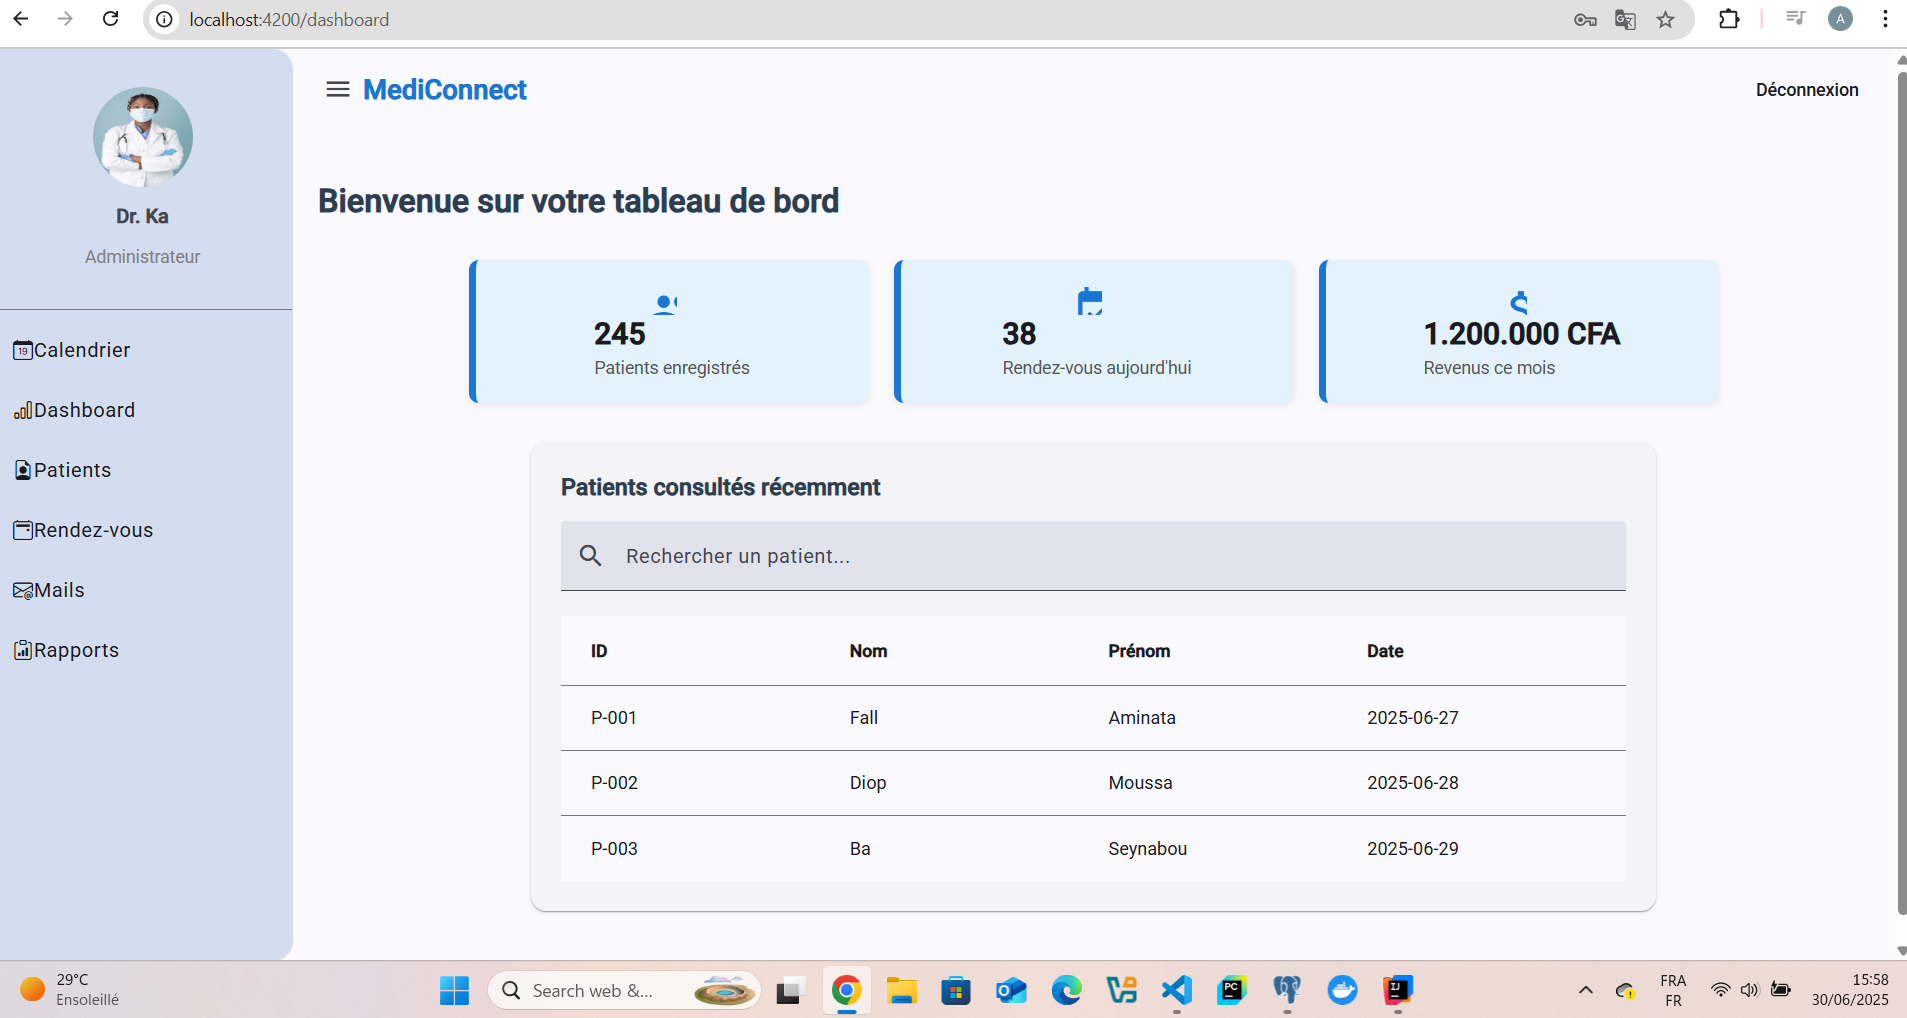 localhost:4200/dashboard
A
Dr. Ka
Administrateur
19
Calendrier
Dashboard
Patients
Rendez-vous
Mails
Rapports
MediConnect
Déconnexion
Bienvenue sur votre tableau de bord
245
Patients enregistrés
38
Rendez-vous aujourd'hui
1.200.000 CFA
Revenus ce mois
Patients consultés récemment
Rechercher un patient...
ID Nom Prénom Date
P-001 Fall Aminata 2025-06-27
P-002 Diop Moussa 2025-06-28
P-003 Ba Seynabou 2025-06-29
29°C
Ensoleillé
Search web &...
PC
IJ
FRA
FR
15:58
30/06/2025